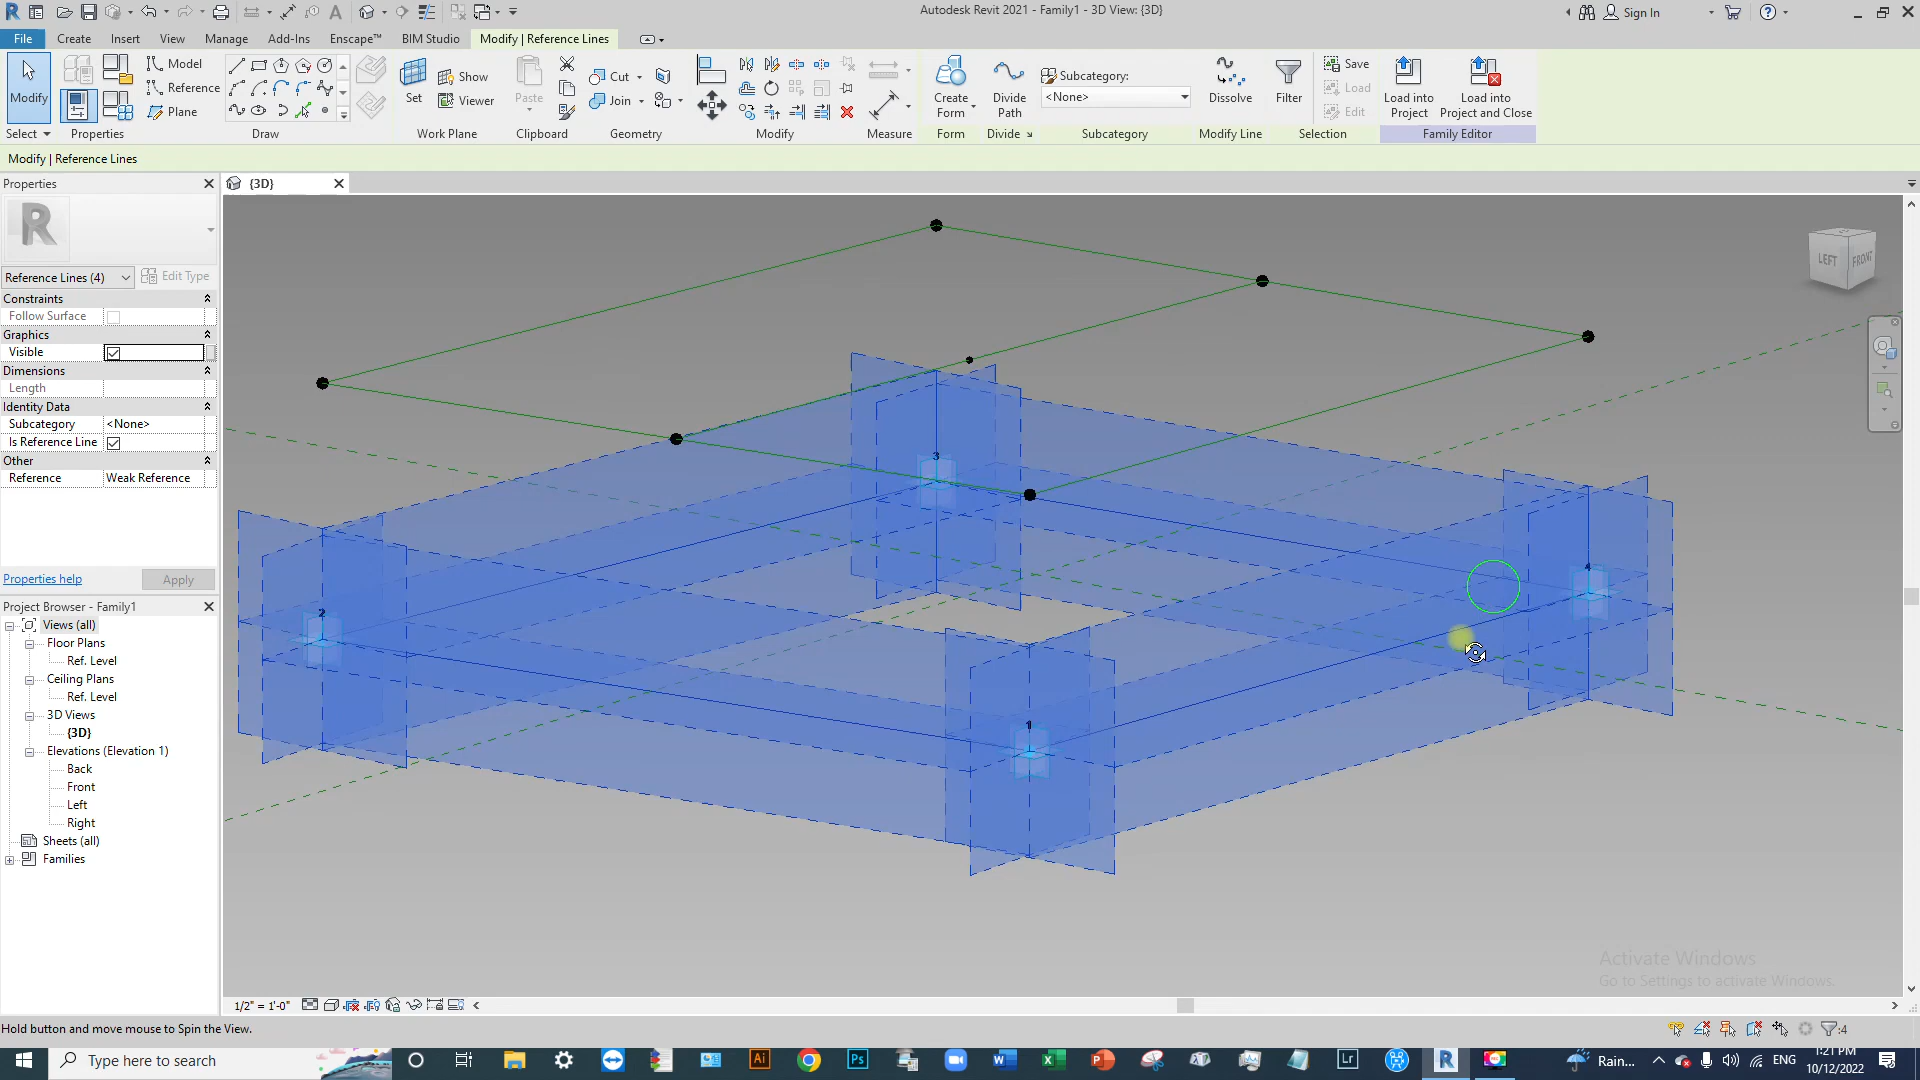 Autodesk Revit 2021 - Family1 - 3D View: {3D}
Sign In
File
Create
Insert
View
Manage
Add-Ins
Enscape™
BIM Studio
Modify | Reference Lines
Modify
Model
Reference
Plane
Set
Show
Viewer
Paste
Cut
Join
Create Form
Divide Path
Subcategory:
<None>
Dissolve
Filter
Save
Load
Edit
Load into Project
Load into Project and Close
Select
Properties
Draw
Work Plane
Clipboard
Geometry
Modify
Measure
Form
Divide
Subcategory
Modify Line
Selection
Family Editor
Modify | Reference Lines
Properties
{3D}
Reference Lines (4)
Edit Type
Constraints
Follow Surface
Graphics
Visible
Dimensions
Length
Identity Data
Subcategory <None>
Is Reference Line
Other
Reference Weak Reference
Properties help
Apply
Project Browser - Family1
Views (all)
Floor Plans
Ref. Level
Ceiling Plans
Ref. Level
3D Views
{3D}
Elevations (Elevation 1)
Back
Front
Left
Right
Sheets (all)
Families
LEFT
FRONT
3
4
2
1
Activate Windows
Go to Settings to activate Windows.
1/2" = 1'-0"
Hold button and move mouse to Spin the View.
:4
Type here to search
Rain...
ENG
1:21 PM
10/12/2022